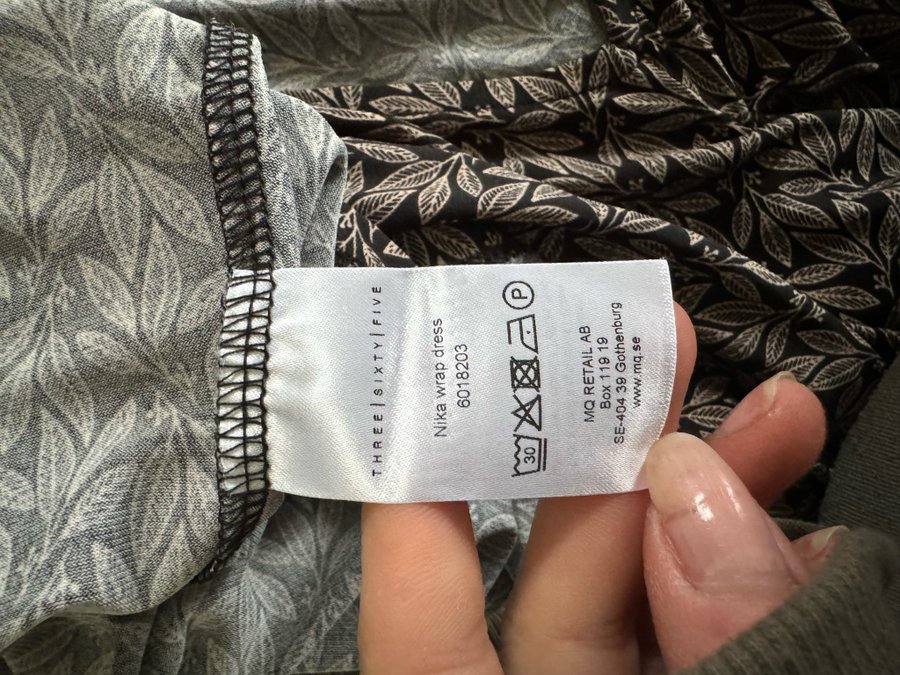 THREE|SIXTY|FIVE
Nika wrap dress
6018203
30
P
MQ RETAIL AB
Box 119 19
SE-404 39 Gothenburg
www.mq.se